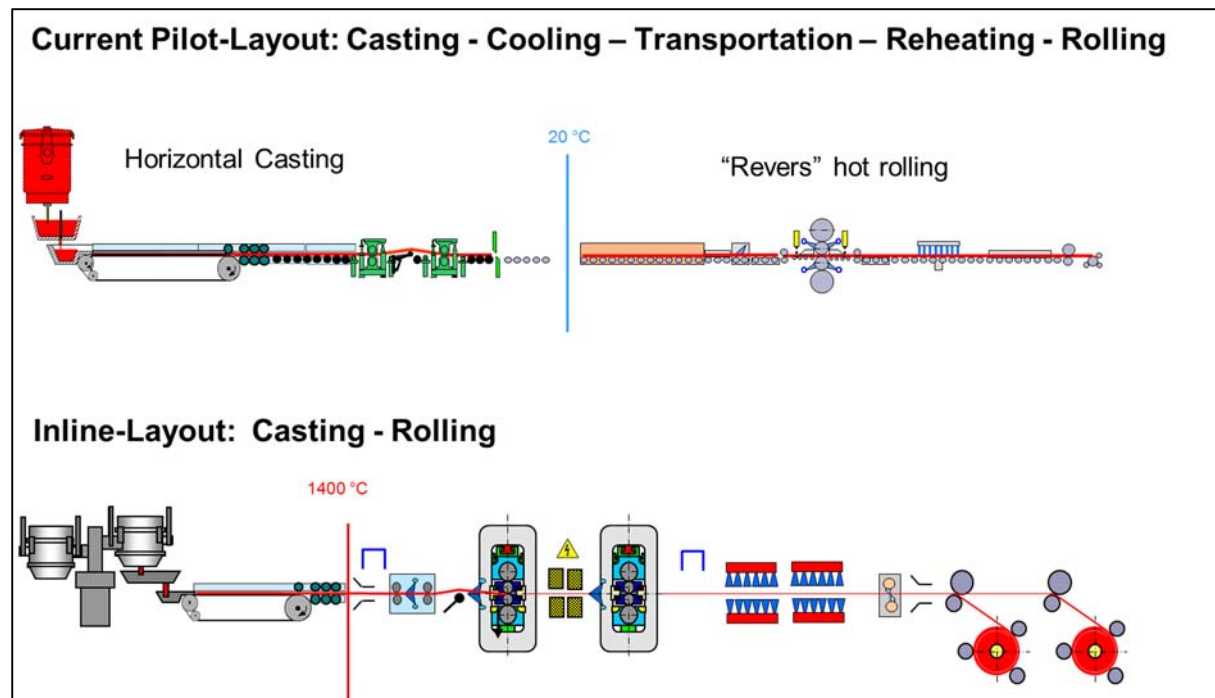 Current Pilot-Layout: Casting - Cooling – Transportation – Reheating - Rolling
20 °C
Horizontal Casting
“Revers” hot rolling
Inline-Layout:  Casting - Rolling
1400 °C